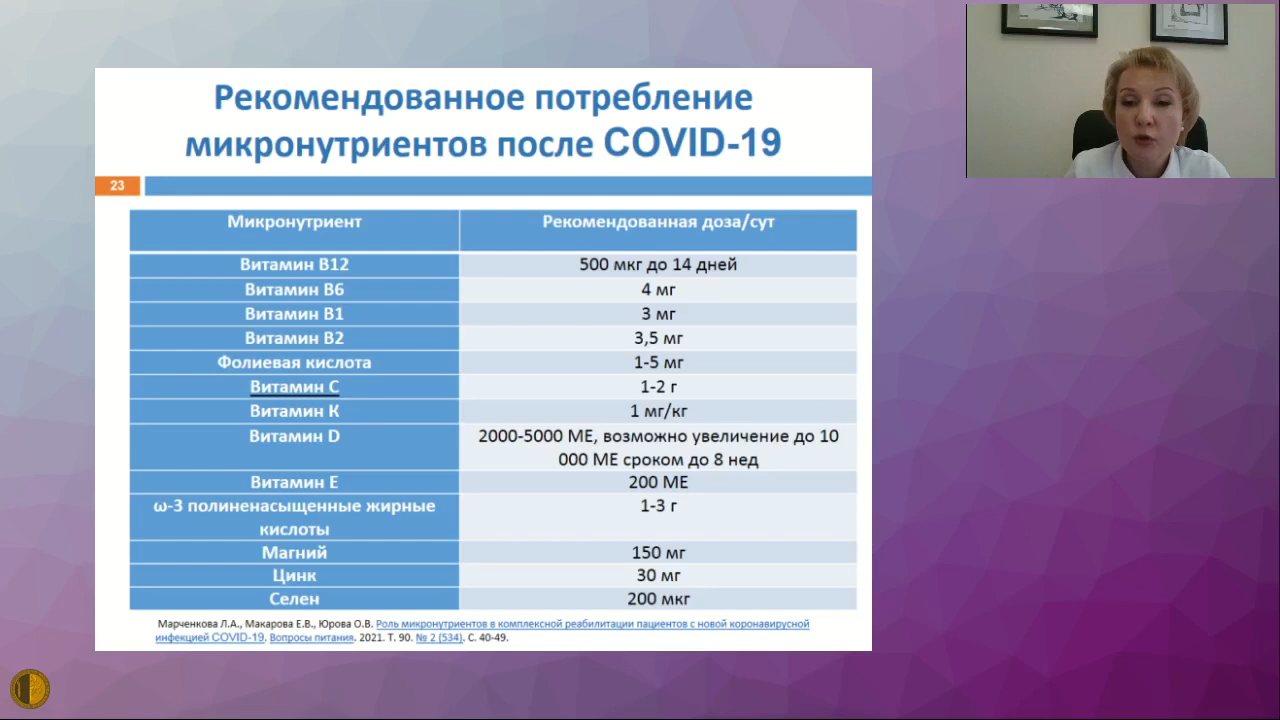 Рекомендованное потребление
микронутриентов после COVID-19
23
Микронутриент Рекомендованная доза/сут
Витамин В12 500 мкг до 14 дней
Витамин В6 4 мг
Витамин В1 3 мг
Витамин В2 3,5 мг
Фолиевая кислота 1-5 мг
Витамин С 1-2 г
Витамин К 1 мг/кг
Витамин D 2000-5000 МЕ, возможно увеличение до 10
000 МЕ сроком до 8 нед
Витамин Е 200 МЕ
ω-3 полиненасыщенные жирные 1-3 г
кислоты
Магний 150 мг
Цинк 30 мг
Селен 200 мкг
Марченкова Л.А., Макарова Е.В., Юрова О.В. Роль микронутриентов в комплексной реабилитации пациентов с новой коронавирусной
инфекцией COVID-19. Вопросы питания. 2021. Т. 90. № 2 (534). С. 40-49.